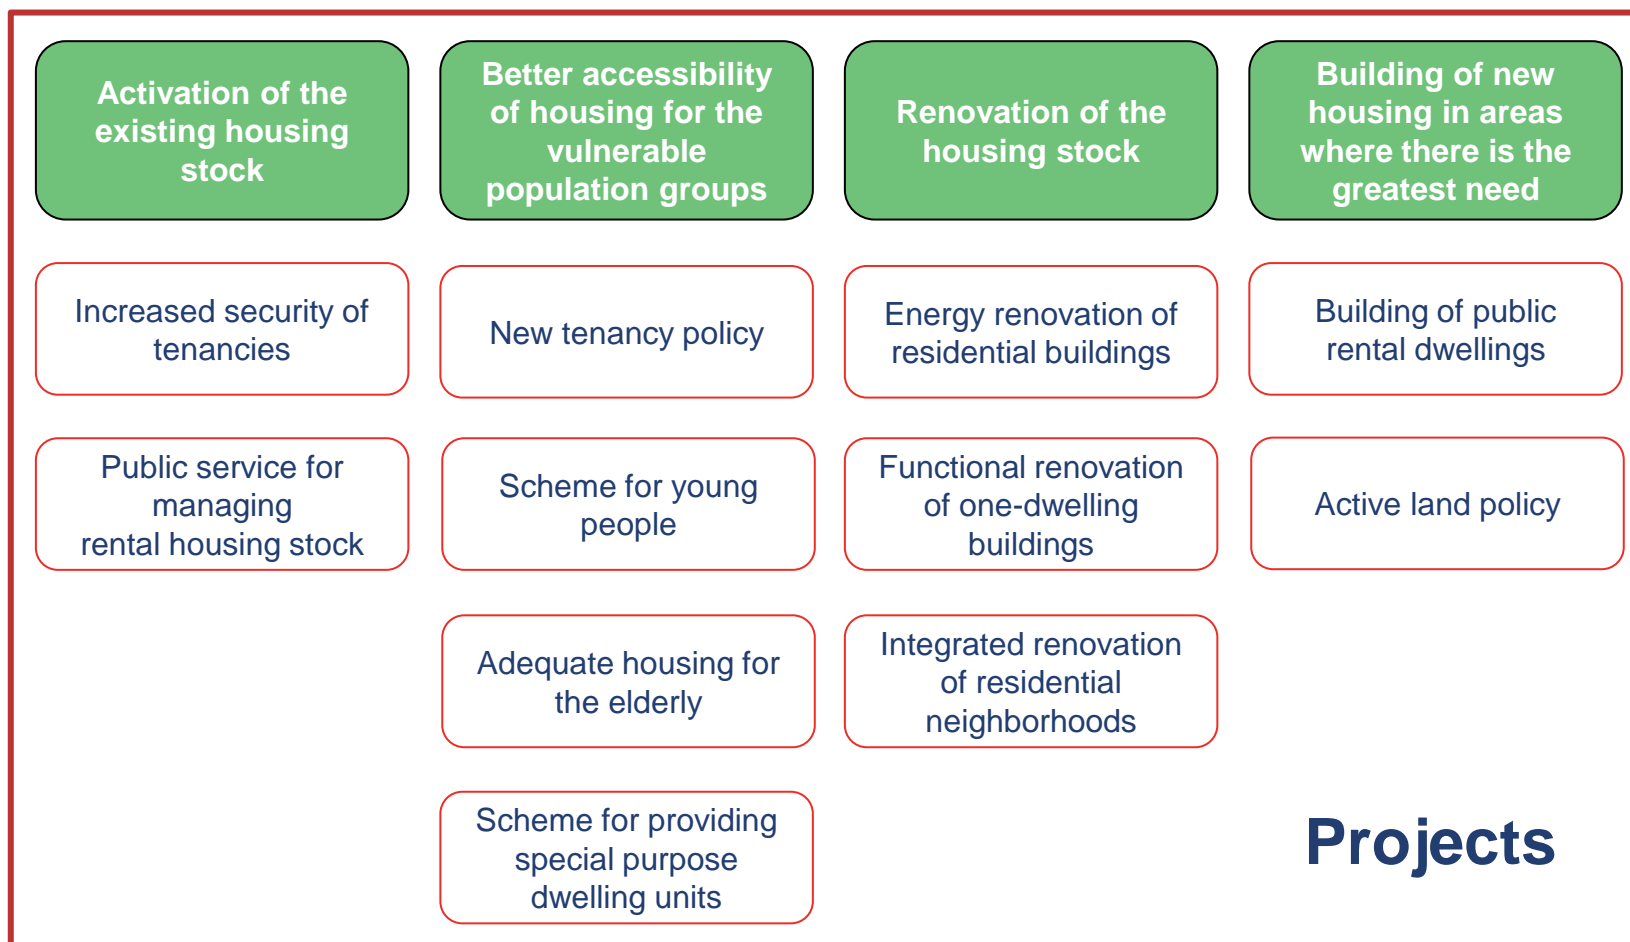 Activation of the
existing housing
stock
Better accessibility
of housing for the
vulnerable
population groups
Renovation of the
housing stock
Building of new
housing in areas
where there is the
greatest need
Increased security of
tenancies
New tenancy policy
Energy renovation of
residential buildings
Building of public
rental dwellings
Public service for
managing
rental housing stock
Scheme for young
people
Functional renovation
of one-dwelling
buildings
Active land policy
Adequate housing for
the elderly
Integrated renovation
of residential
neighborhoods
Scheme for providing
special purpose
dwelling units
Projects